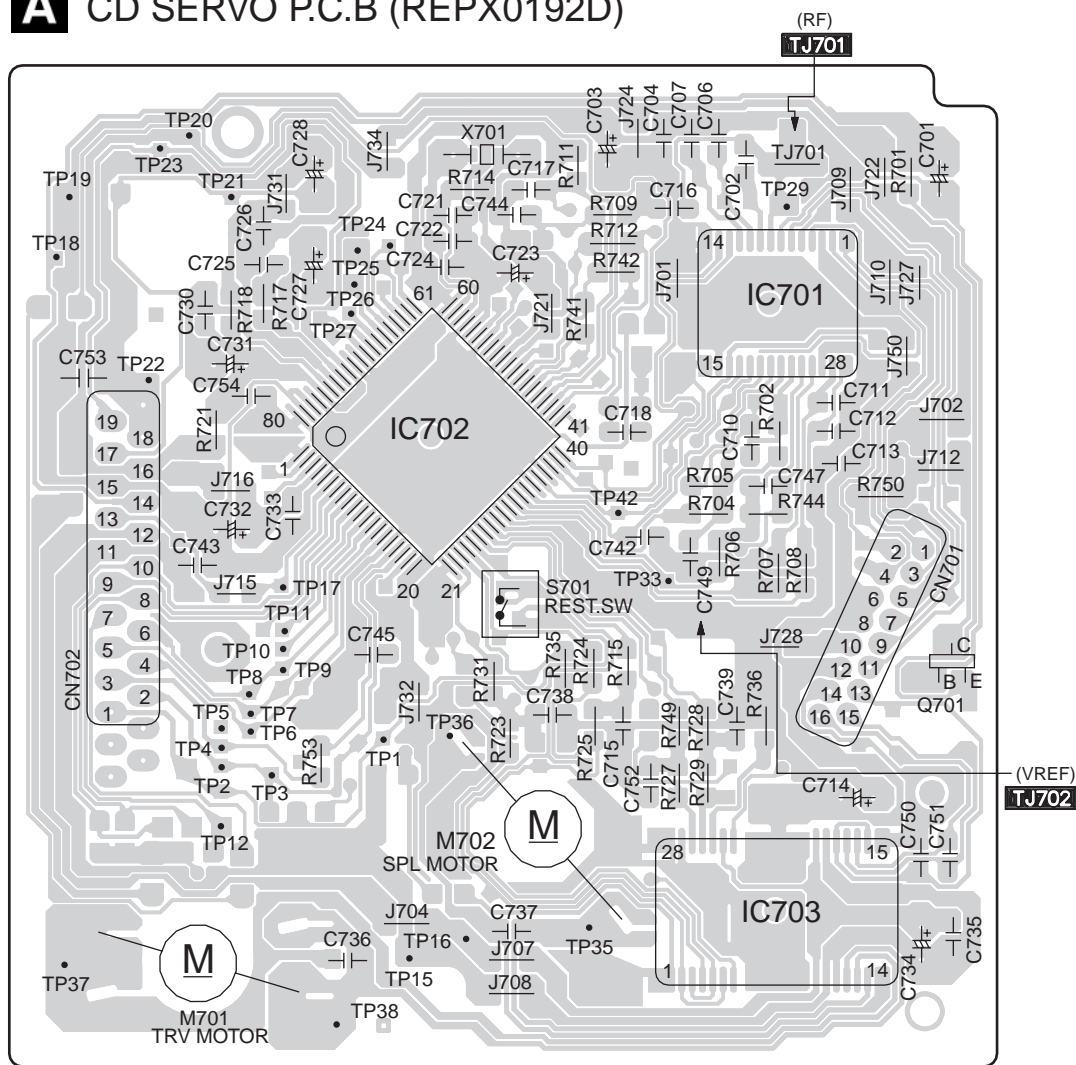 A CD SERVO P.C.B (REPX0192D)
(RF)
TJ701
TP20
TP23
TP19
TP21
TP18
J731
C728
J734
X701
R714
C717
R711
C703
J724
C704
C707
C706
C702
TJ701
TP29
J709
J722
R701
C701
C726
C725
C727
TP24
TP25
TP26
TP27
C721
C744
C722
C724
C723
R709
R712
R742
C716
J701
14
1
IC701
15
28
J710
J727
J750
C730
R718
R717
C731
C754
C753
TP22
61
60
J721
R741
80
IC702
41
40
1
20
21
C718
C710
R702
C711
C712
C713
J702
J712
19
18
17
16
15
14
13
12
11
10
9
8
7
6
5
4
3
2
1
CN702
R721
J716
C732
C733
C743
J715
TP17
TP11
TP10
TP9
TP8
TP7
TP6
TP5
TP4
TP2
TP3
TP12
R753
TP1
C745
J732
S701
REST.SW
TP42
C742
TP33
R705
R704
C747
R744
R750
C749
R706
R707
R708
2
1
4
3
6
5
8
7
10
9
12
11
14
13
16
15
CN701
J728
C
B
E
Q701
R731
R723
TP36
R735
R724
R715
C738
R725
C715
C752
R749
R728
C739
R736
R727
R729
(VREF)
TJ702
C714
C750
C751
M
M702
SPL MOTOR
28
15
IC703
1
14
C734
C735
J704
TP16
TP15
C737
J707
J708
TP35
C736
M
M701
TRV MOTOR
TP37
TP38